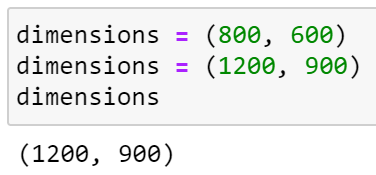 dimensions = (800, 600)
dimensions = (1200, 900)
dimensions
(1200, 900)